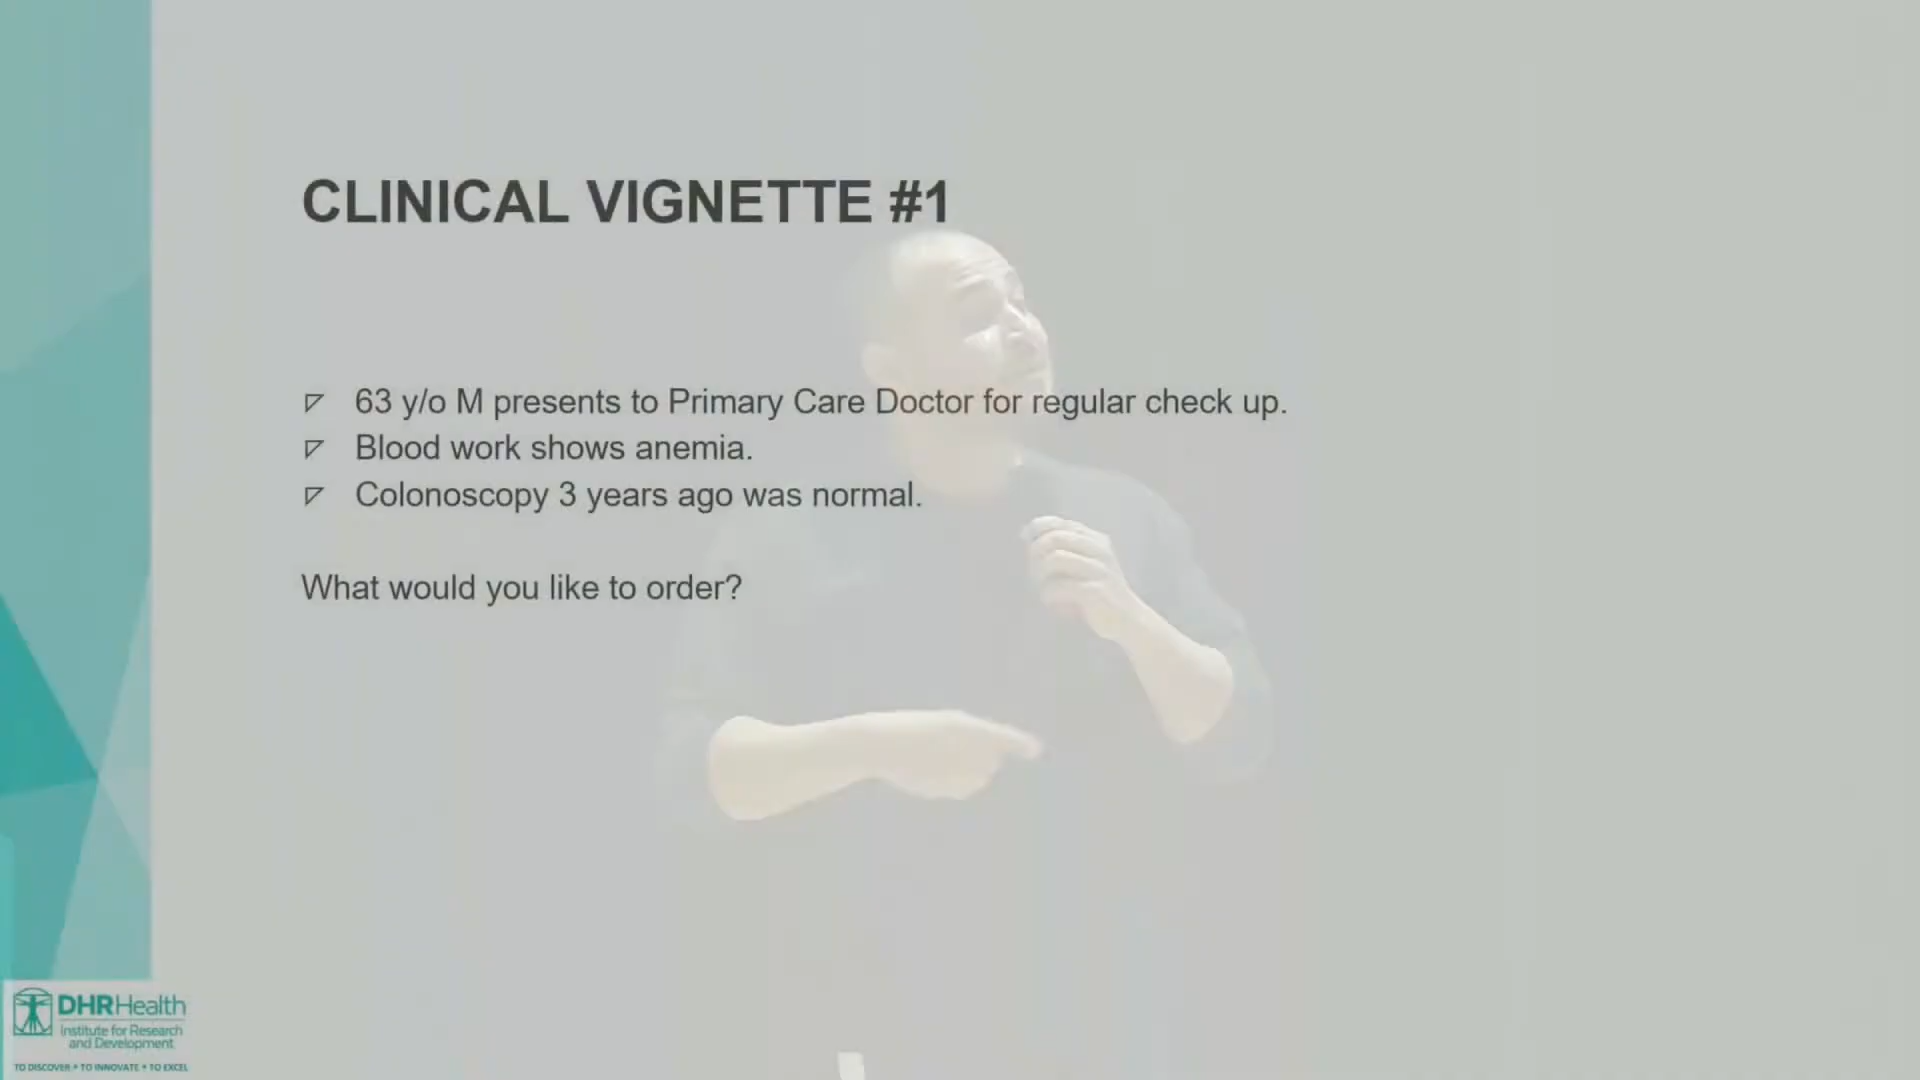 CLINICAL VIGNETTE #1
63 y/o M presents to Primary Care Doctor for regular check up.
Blood work shows anemia.
Colonoscopy 3 years ago was normal.
What would you like to order?
DHRHealth
Institute for Research
and Development
TO DISCOVER • TO INNOVATE • TO EXCEL